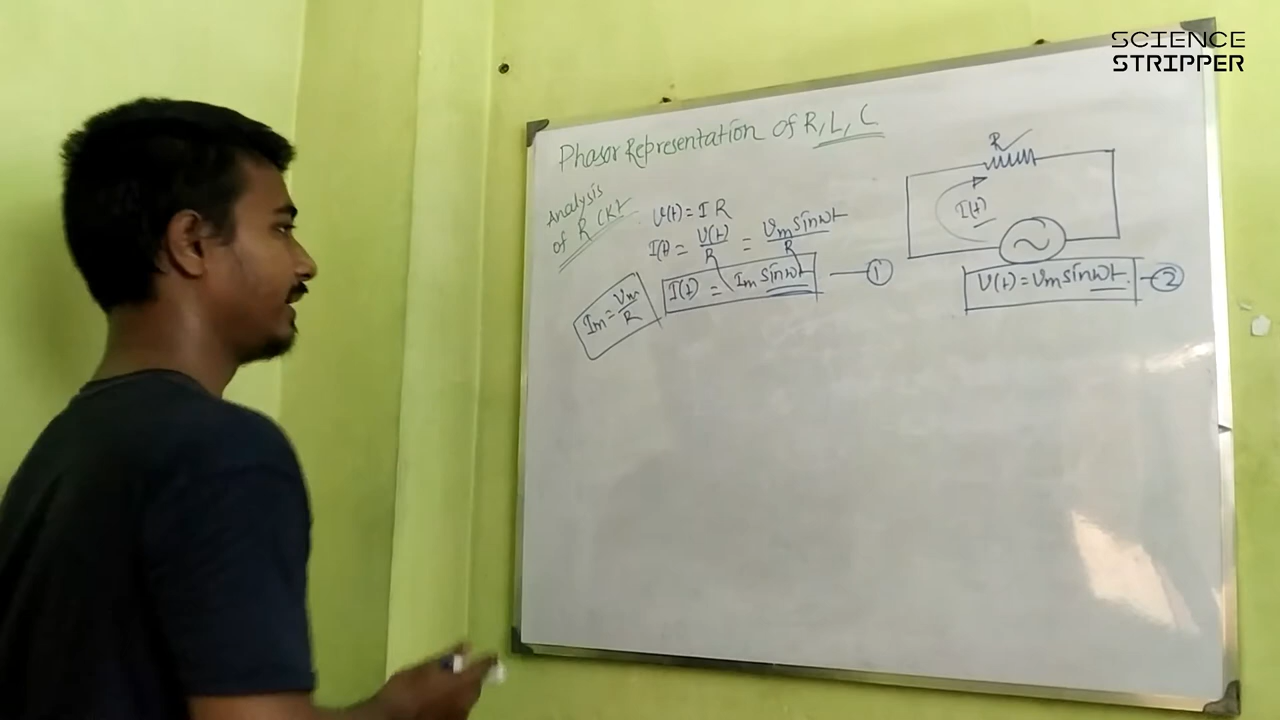 SCIENCE
STRIPPER
Phasor Representation of R, L, C
Analysis
of R CKt
V(t) = I R
I(t) = V(t)/R = Vm sinωt/R
I(t) = Im sinωt — ①
Im = Vm/R
R ✓
I(t)
~
V(t) = Vm sinωt. — ②